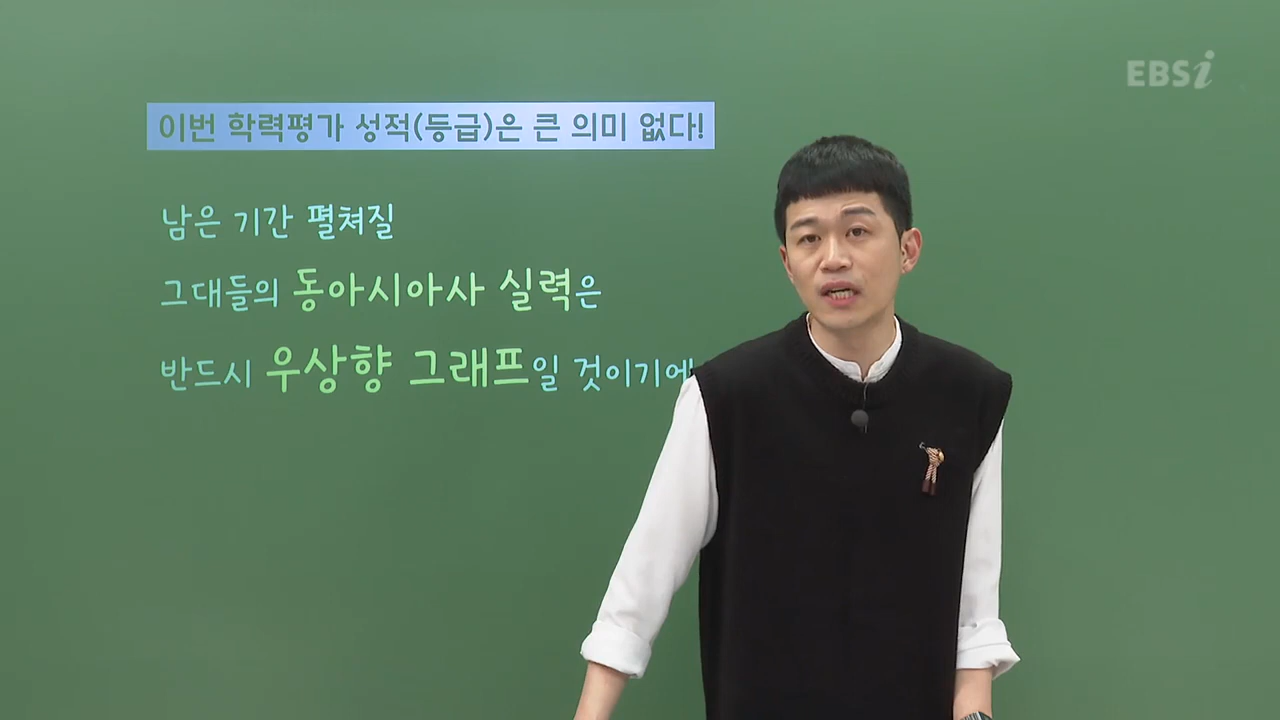 EBSi
이번 학력평가 성적(등급)은 큰 의미 없다!
남은 기간 펼쳐질
그대들의 동아시아사 실력은
반드시 우상향 그래프일 것이기에